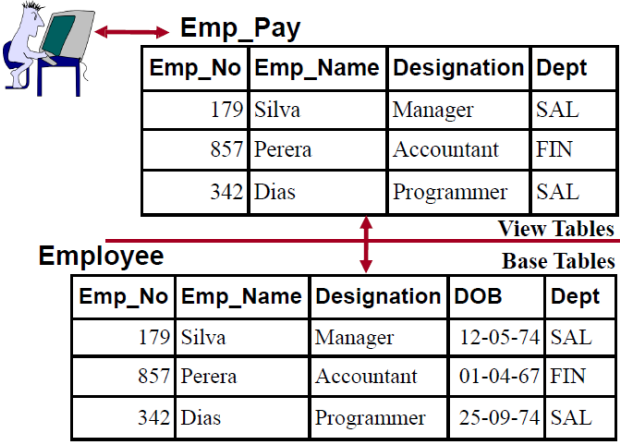 Emp_Pay
Emp_No Emp_Name Designation Dept
179 Silva Manager SAL
857 Perera Accountant FIN
342 Dias Programmer SAL
View Tables
Employee
Base Tables
Emp_No Emp_Name Designation DOB Dept
179 Silva Manager 12-05-74 SAL
857 Perera Accountant 01-04-67 FIN
342 Dias Programmer 25-09-74 SAL